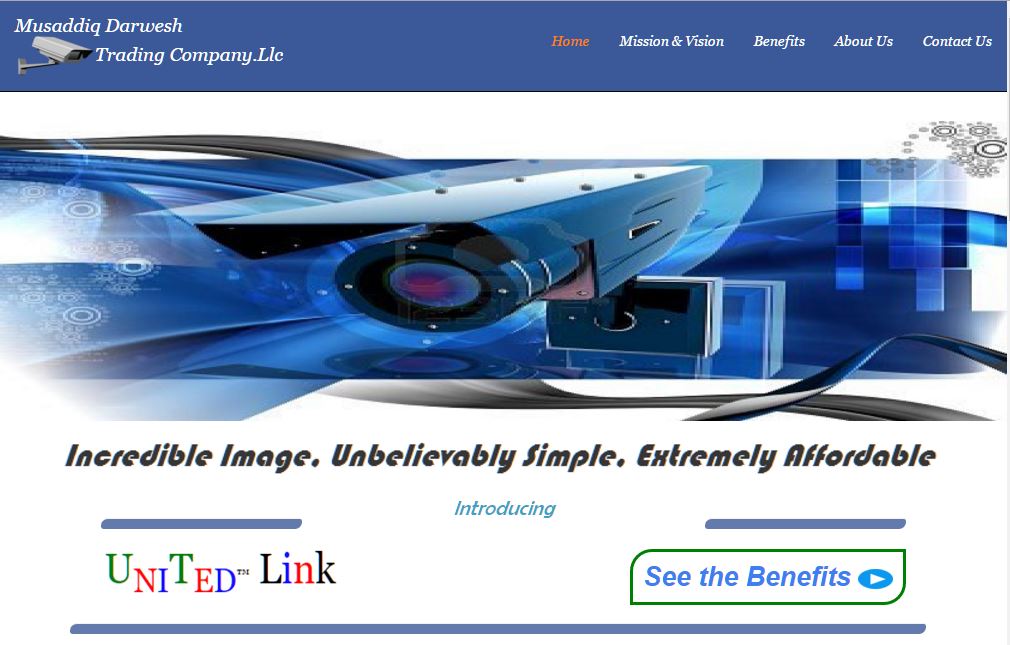 Musaddiq Darwesh
Trading Company.Llc
Home Mission & Vision Benefits About Us Contact Us
Incredible Image, Unbelievably Simple, Extremely Affordable
Introducing
UNITED™ Link
See the Benefits